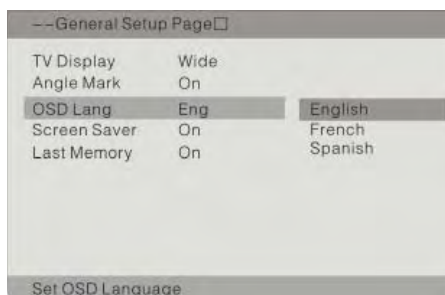 --General Setup Page□
TV Display Wide
Angle Mark On
OSD Lang Eng English
Screen Saver On French
Last Memory On Spanish
Set OSD Language